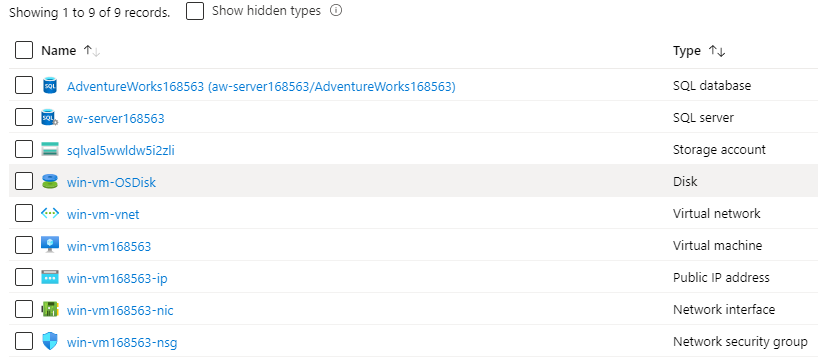 Showing 1 to 9 of 9 records. Show hidden types
Name Type
AdventureWorks168563 (aw-server168563/AdventureWorks168563) SQL database
aw-server168563 SQL server
sqlval5wwldw5i2zli Storage account
win-vm-OSDisk Disk
win-vm-vnet Virtual network
win-vm168563 Virtual machine
win-vm168563-ip Public IP address
win-vm168563-nic Network interface
win-vm168563-nsg Network security group